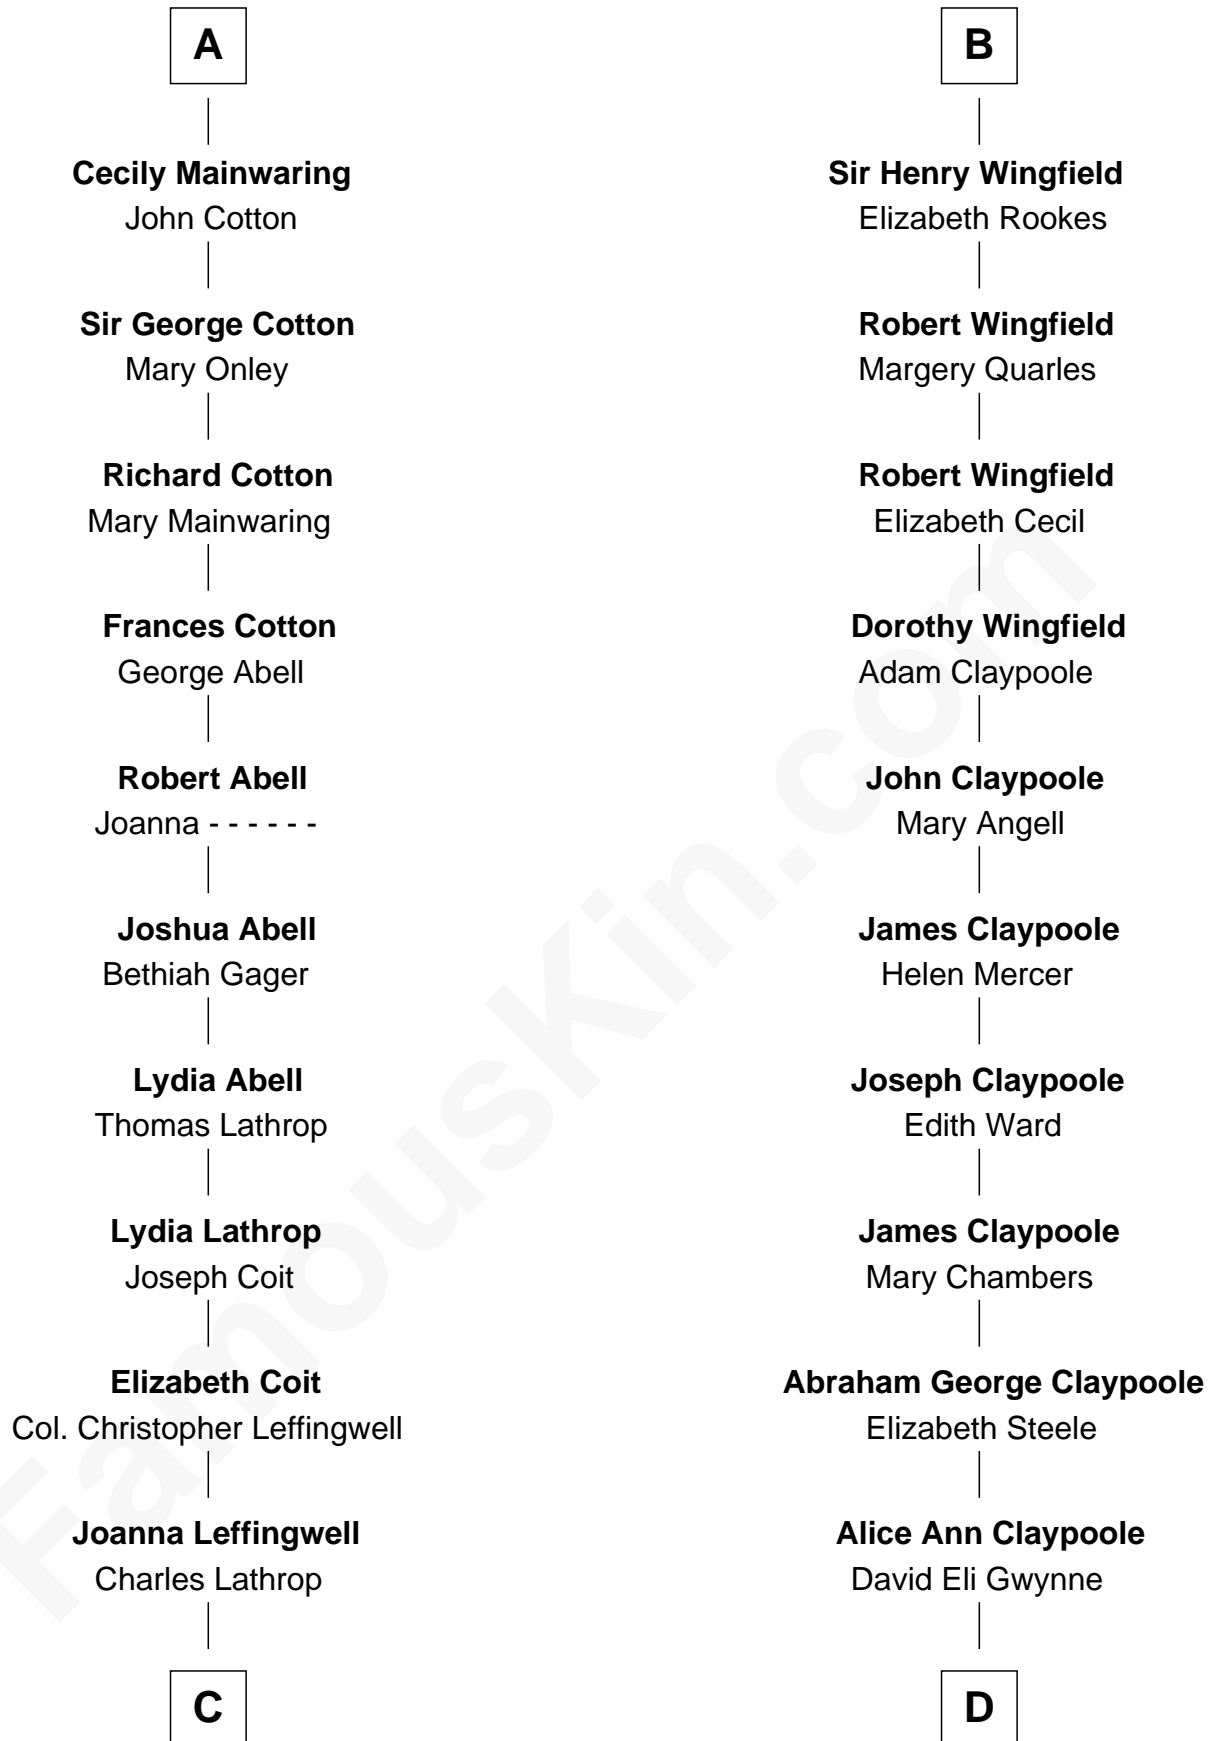 A
Cecily Mainwaring
John Cotton
Sir George Cotton
Mary Onley
Richard Cotton
Mary Mainwaring
Frances Cotton
George Abell
Robert Abell
Joanna - - - - - -
Joshua Abell
Bethiah Gager
Lydia Abell
Thomas Lathrop
Lydia Lathrop
Joseph Coit
Elizabeth Coit
Col. Christopher Leffingwell
Joanna Leffingwell
Charles Lathrop
C
B
Sir Henry Wingfield
Elizabeth Rookes
Robert Wingfield
Margery Quarles
Robert Wingfield
Elizabeth Cecil
Dorothy Wingfield
Adam Claypoole
John Claypoole
Mary Angell
James Claypoole
Helen Mercer
Joseph Claypoole
Edith Ward
James Claypoole
Mary Chambers
Abraham George Claypoole
Elizabeth Steele
Alice Ann Claypoole
David Eli Gwynne
D
FamousKin.com